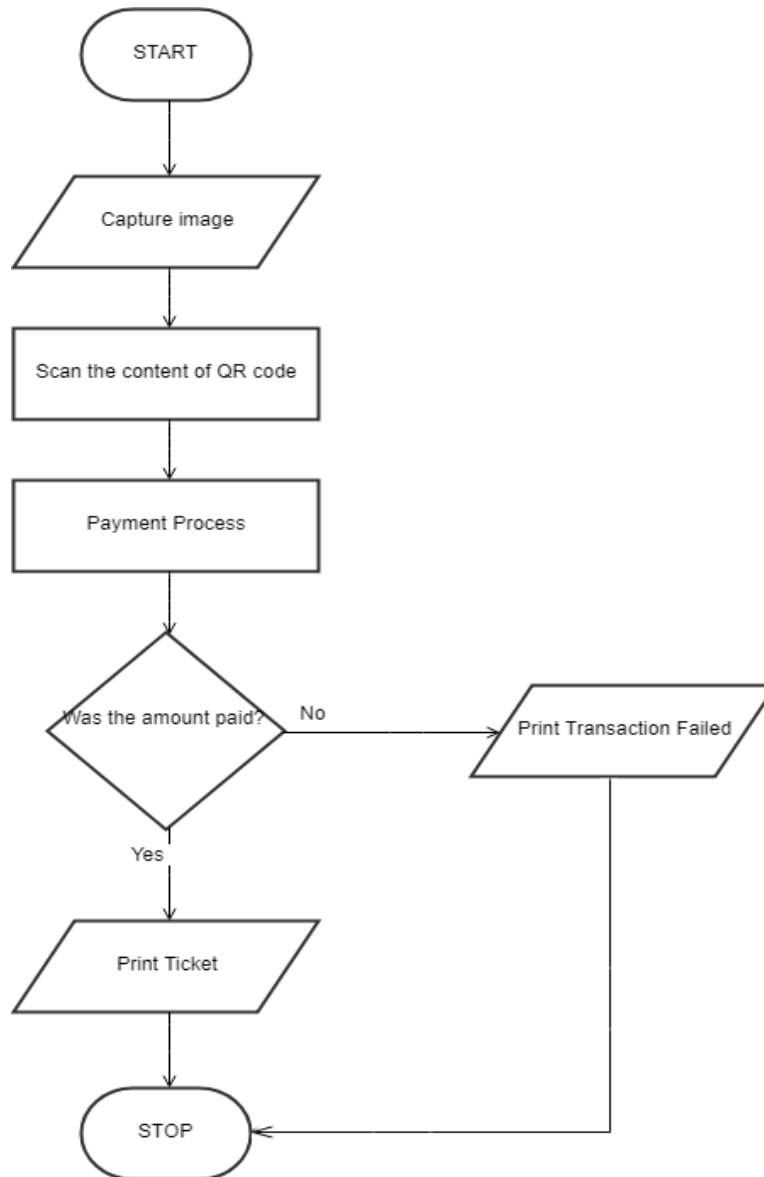 START
Capture image
Scan the content of QR code
Payment Process
Was the amount paid?
No
Print Transaction Failed
Yes
Print Ticket
STOP